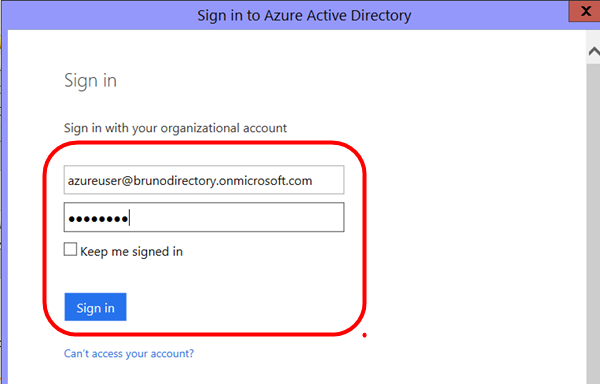 Sign in to Azure Active Directory
X
Sign in
Sign in with your organizational account
azureuser@brunodirectory.onmicrosoft.com
●●●●●●●●
Keep me signed in
Sign in
Can't access your account?